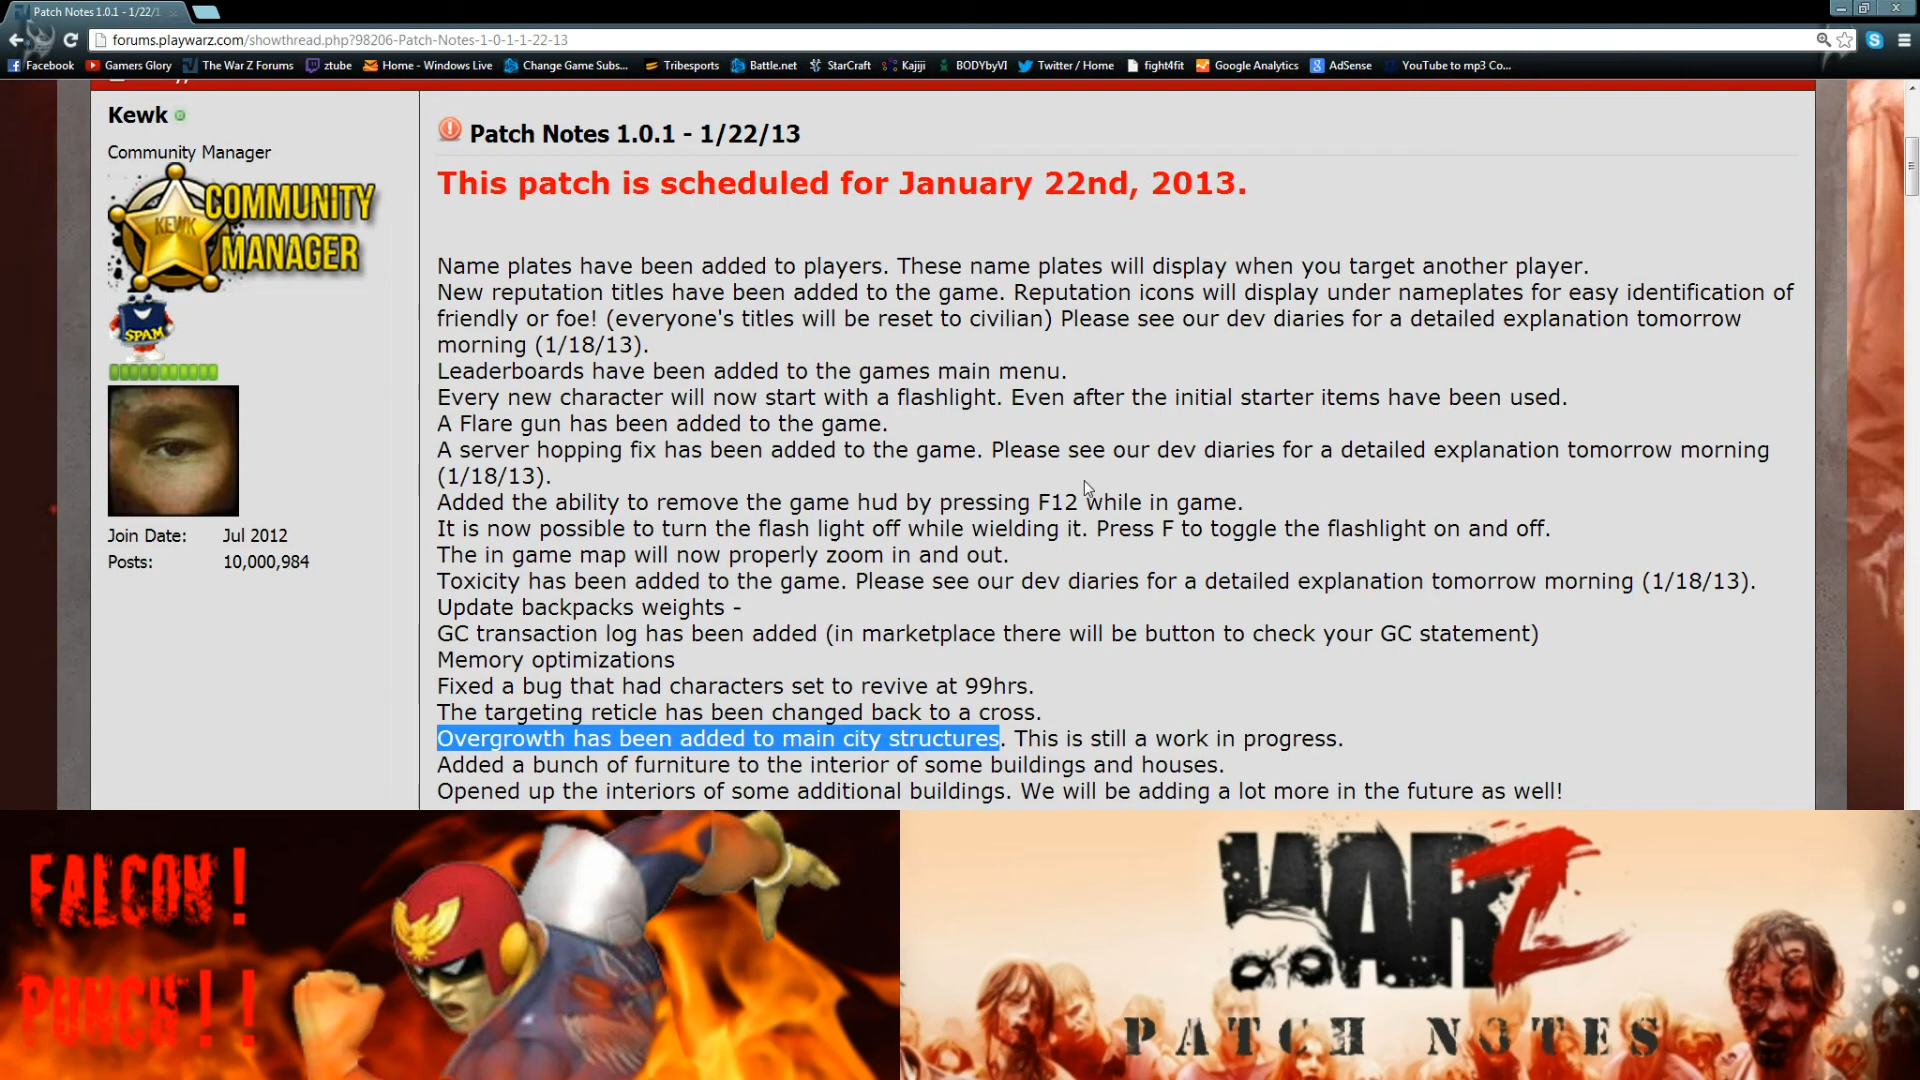 Patch Notes 1.0.1 - 1/22/1
forums.playwarz.com/showthread.php?98206-Patch-Notes-1-0-1-1-22-13
Facebook Gamers Glory The War Z Forums ztube Home - Windows Live Change Game Subs... Tribesports Battle.net StarCraft Kajiji BODYbyVI Twitter / Home fight4fit Google Analytics AdSense YouTube to mp3 Co...
Kewk
Community Manager
KEWK
COMMUNITY
MANAGER
SPAM
Join Date: Jul 2012
Posts: 10,000,984
Patch Notes 1.0.1 - 1/22/13
This patch is scheduled for January 22nd, 2013.
Name plates have been added to players. These name plates will display when you target another player.
New reputation titles have been added to the game. Reputation icons will display under nameplates for easy identification of
friendly or foe! (everyone's titles will be reset to civilian) Please see our dev diaries for a detailed explanation tomorrow
morning (1/18/13).
Leaderboards have been added to the games main menu.
Every new character will now start with a flashlight. Even after the initial starter items have been used.
A Flare gun has been added to the game.
A server hopping fix has been added to the game. Please see our dev diaries for a detailed explanation tomorrow morning
(1/18/13).
Added the ability to remove the game hud by pressing F12 while in game.
It is now possible to turn the flash light off while wielding it. Press F to toggle the flashlight on and off.
The in game map will now properly zoom in and out.
Toxicity has been added to the game. Please see our dev diaries for a detailed explanation tomorrow morning (1/18/13).
Update backpacks weights -
GC transaction log has been added (in marketplace there will be button to check your GC statement)
Memory optimizations
Fixed a bug that had characters set to revive at 99hrs.
The targeting reticle has been changed back to a cross.
Overgrowth has been added to main city structures. This is still a work in progress.
Added a bunch of furniture to the interior of some buildings and houses.
Opened up the interiors of some additional buildings. We will be adding a lot more in the future as well!
FALCON!
PUNCH!!
WARZ
PATCH NOTES